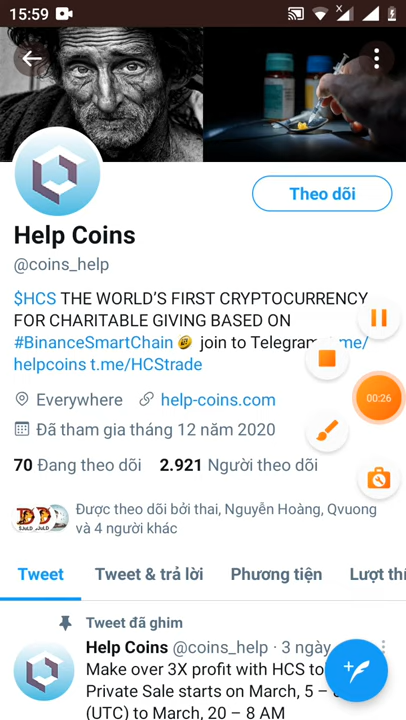 15:59
Theo dõi
Help Coins
@coins_help
$HCS THE WORLD'S FIRST CRYPTOCURRENCY
FOR CHARITABLE GIVING BASED ON
#BinanceSmartChain join to Telegram me/
helpcoins t.me/HCStrade
Everywhere help-coins.com
Đã tham gia tháng 12 năm 2020
70 Đang theo dõi 2.921 Người theo dõi
00:26
Được theo dõi bởi thai, Nguyễn Hoàng, Qvuong
và 4 người khác
Tweet Tweet & trả lời Phương tiện Lượt thí
Tweet đã ghim
Help Coins @coins_help · 3 ngày
Make over 3X profit with HCS to
Private Sale starts on March, 5 –
(UTC) to March, 20 – 8 AM